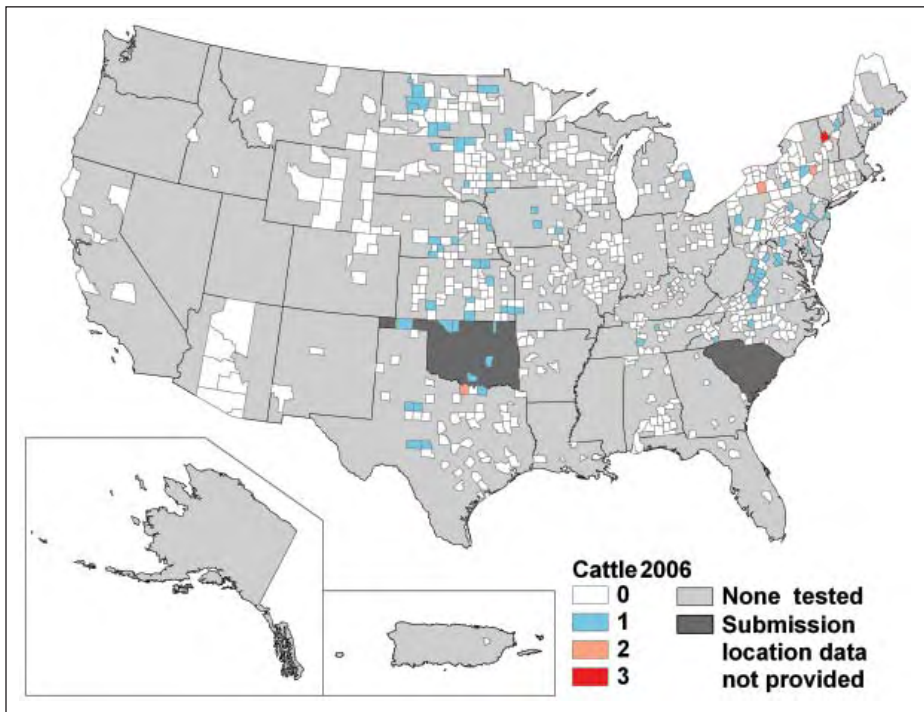 Cattle 2006
0
1
2
3
None tested
Submission
location data
not provided